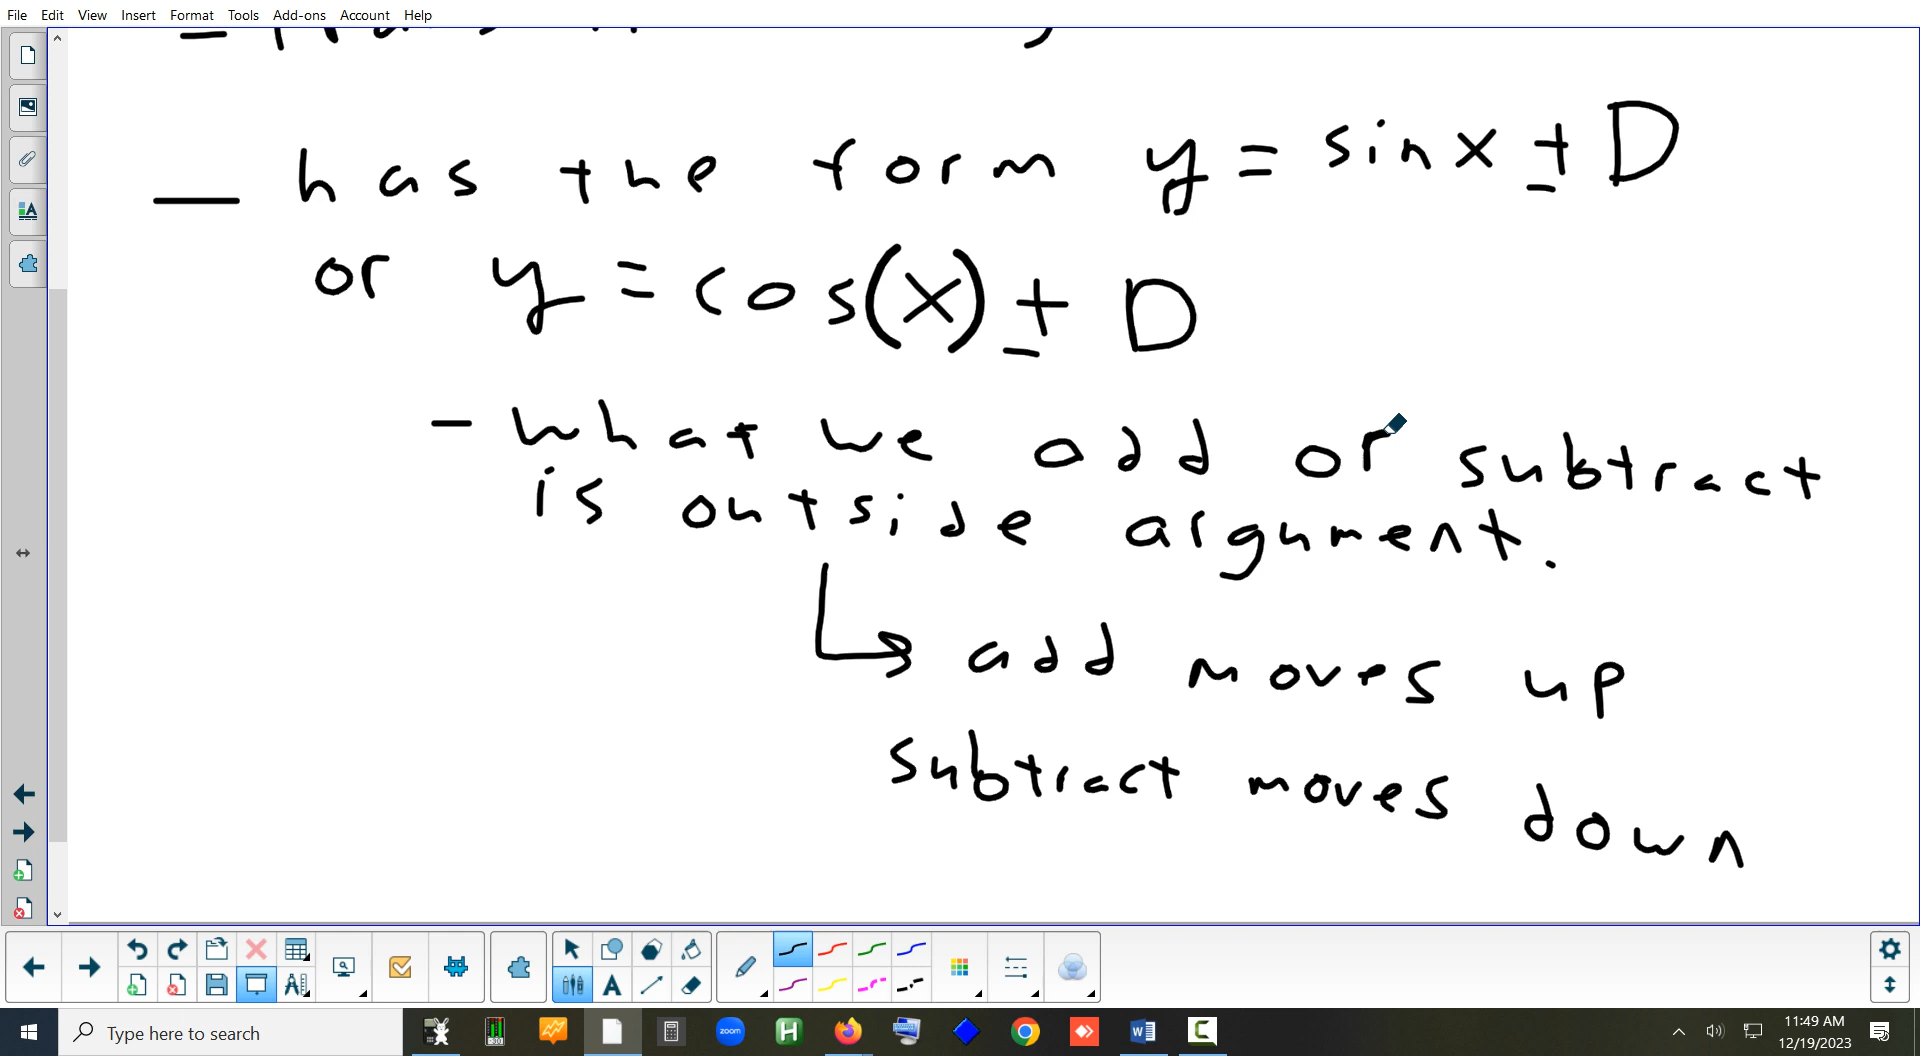 File Edit View Insert Format Tools Add-ons Account Help
— has the form y = sinx ± D
or y = cos(x) ± D
- what we add or subtract
is outside argument.
↳ add moves up
subtract moves down
Type here to search
zoom
11:49 AM
12/19/2023